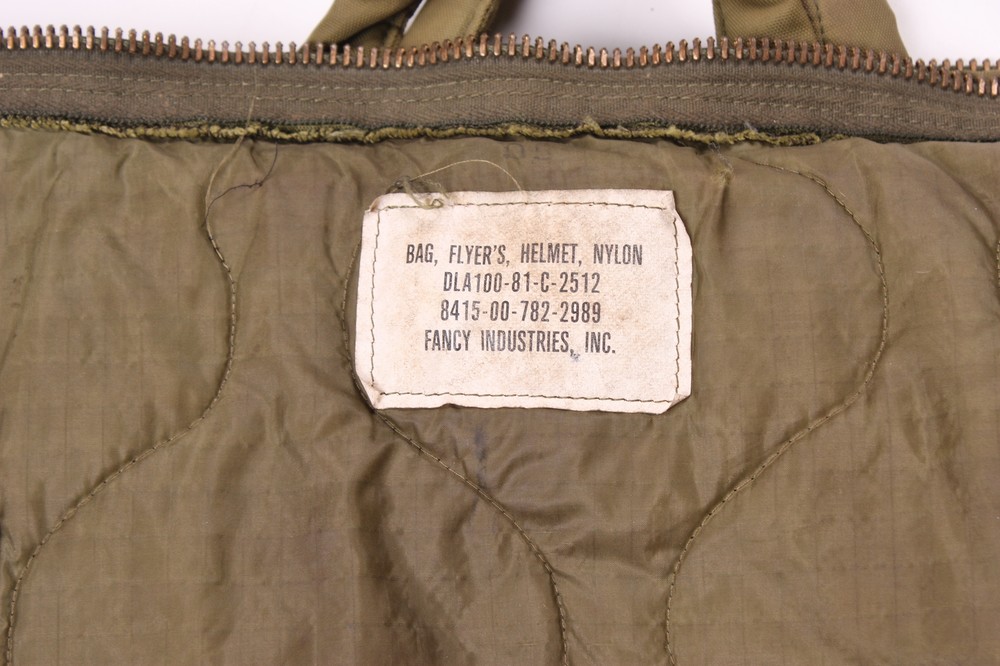 BAG, FLYER'S, HELMET, NYLON
DLA100-81-C-2512
8415-00-782-2989
FANCY INDUSTRIES, INC.